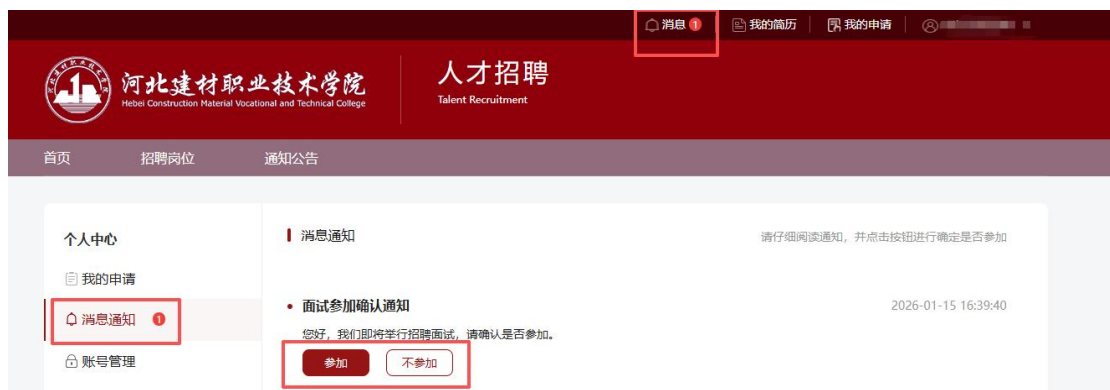 消息 1 我的简历 我的申请
河北建材职业技术学院 人才招聘
Hebei Construction Material Vocational and Technical College Talent Recruitment
首页 招聘岗位 通知公告
个人中心
消息通知 请仔细阅读通知，并点击按钮进行确定是否参加
我的申请
面试参加确认通知 2026-01-15 16:39:40
消息通知 1
您好，我们即将举行招聘面试，请确认是否参加。
账号管理
参加 不参加